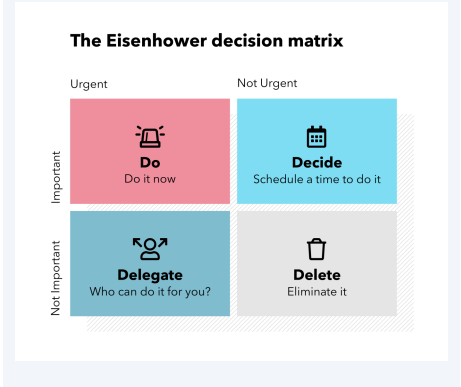 The Eisenhower decision matrix
Urgent
Not Urgent
Important
Do
Do it now
Decide
Schedule a time to do it
Not Important
Delegate
Who can do it for you?
Delete
Eliminate it